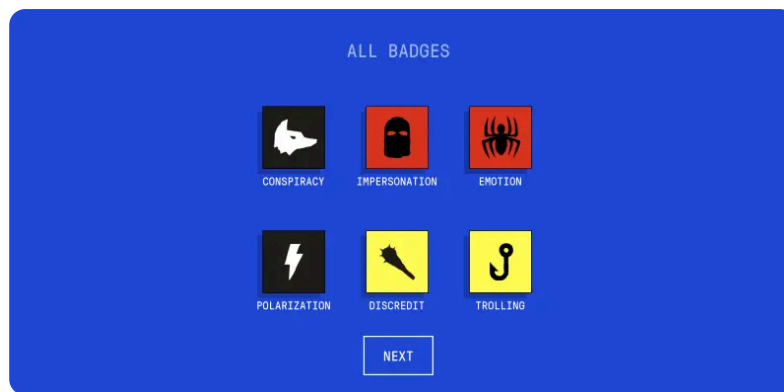 ALL BADGES
CONSPIRACY IMPERSONATION EMOTION
POLARIZATION DISCREDIT TROLLING
NEXT